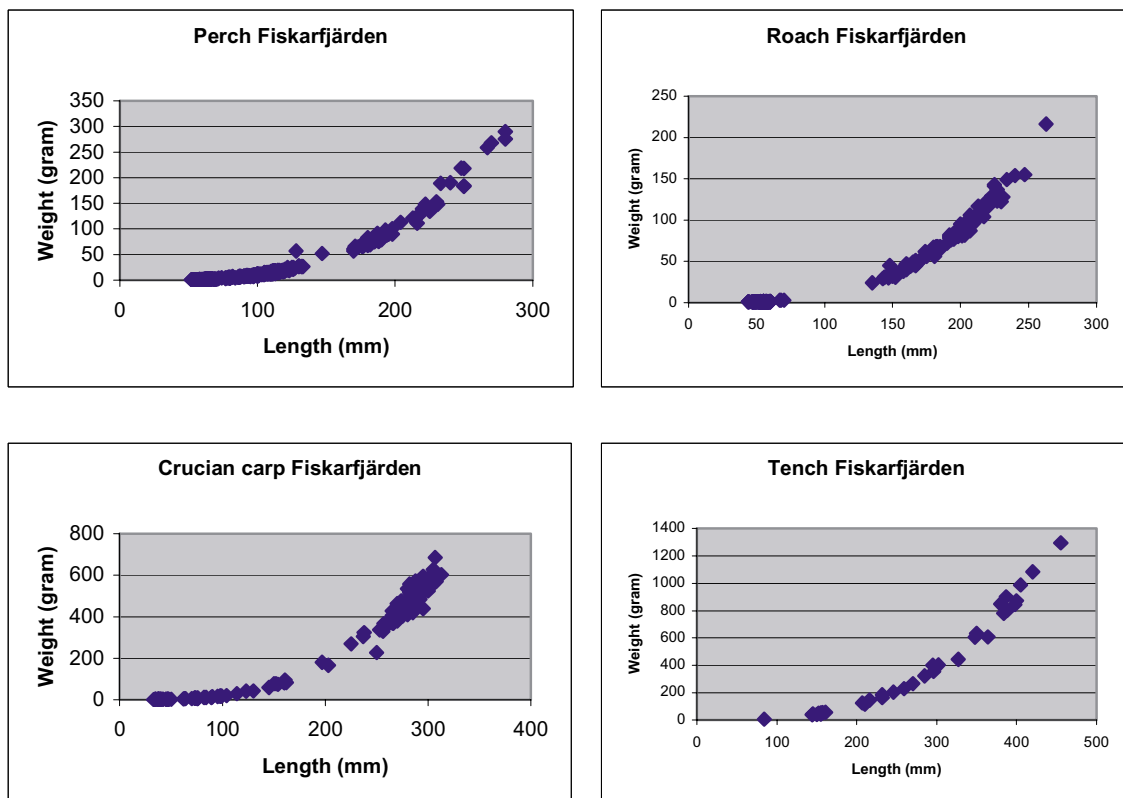 Perch Fiskarfjärden
350
300
250
200
150
100
50
0
0 100 200 300
Weight (gram)
Length (mm)
Roach Fiskarfjärden
250
200
150
100
50
0
0 50 100 150 200 250 300
Weight (gram)
Length (mm)
Crucian carp Fiskarfjärden
800
600
400
200
0
0 100 200 300 400
Weight (gram)
Length (mm)
Tench Fiskarfjärden
1400
1200
1000
800
600
400
200
0
0 100 200 300 400 500
Weight (gram)
Length (mm)